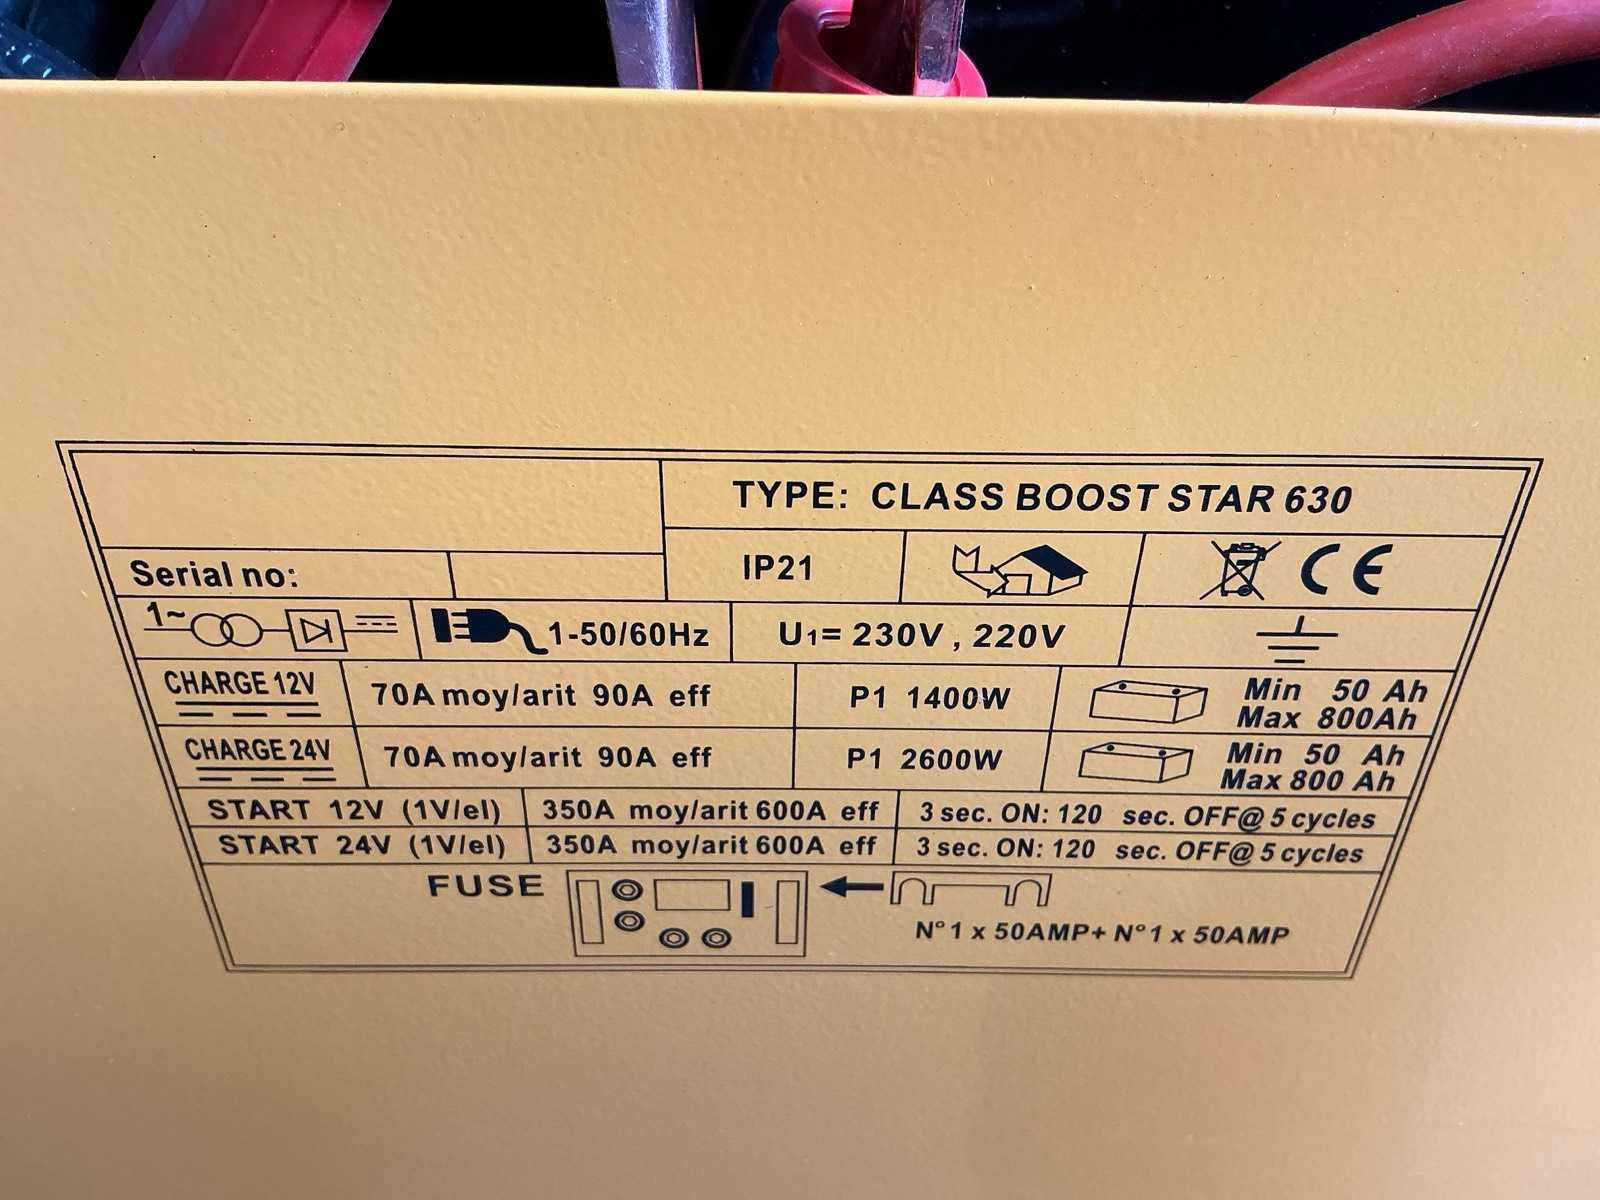 TYPE: CLASS BOOST STAR 630
Serial no:
IP21
CE
1~
1-50/60Hz
U1= 230V , 220V
CHARGE 12V
70A moy/arit 90A eff
P1 1400W
Min 50 Ah
Max 800Ah
CHARGE 24V
70A moy/arit 90A eff
P1 2600W
Min 50 Ah
Max 800 Ah
START 12V (1V/el)
350A moy/arit 600A eff
3 sec. ON: 120 sec. OFF@ 5 cycles
START 24V (1V/el)
350A moy/arit 600A eff
3 sec. ON: 120 sec. OFF@ 5 cycles
FUSE
N°1 x 50AMP+ N°1 x 50AMP